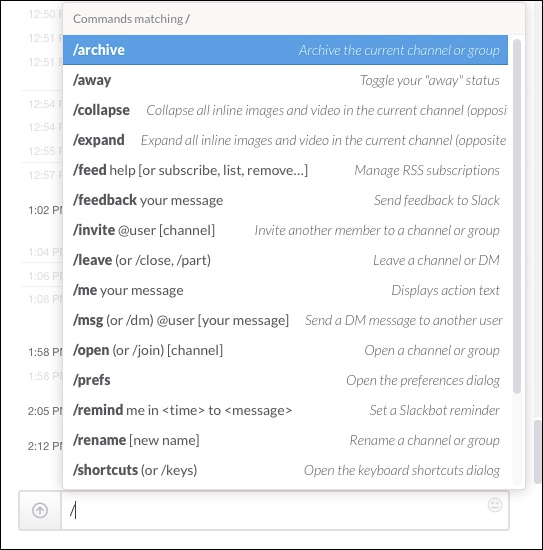 Commands matching /
/archive Archive the current channel or group
/away Toggle your "away" status
/collapse Collapse all inline images and video in the current channel (opposi
/expand Expand all inline images and video in the current channel (opposite
/feed help [or subscribe, list, remove...] Manage RSS subscriptions
/feedback your message Send feedback to Slack
/invite @user [channel] Invite another member to a channel or group
/leave (or /close, /part) Leave a channel or DM
/me your message Displays action text
/msg (or /dm) @user [your message] Send a DM message to another user
/open (or /join) [channel] Open a channel or group
/prefs Open the preferences dialog
/remind me in <time> to <message> Set a Slackbot reminder
/rename [new name] Rename a channel or group
/shortcuts (or /keys) Open the keyboard shortcuts dialog
12:50 P
12:51 P
12:51 P
12:54 P
12:54 P
12:55 P
12:57 P
1:02 PM
1:04 PM
1:06 PM
1:08 PM
1:58 PM
1:58 PM
2:05 PM
2:12 PM
/